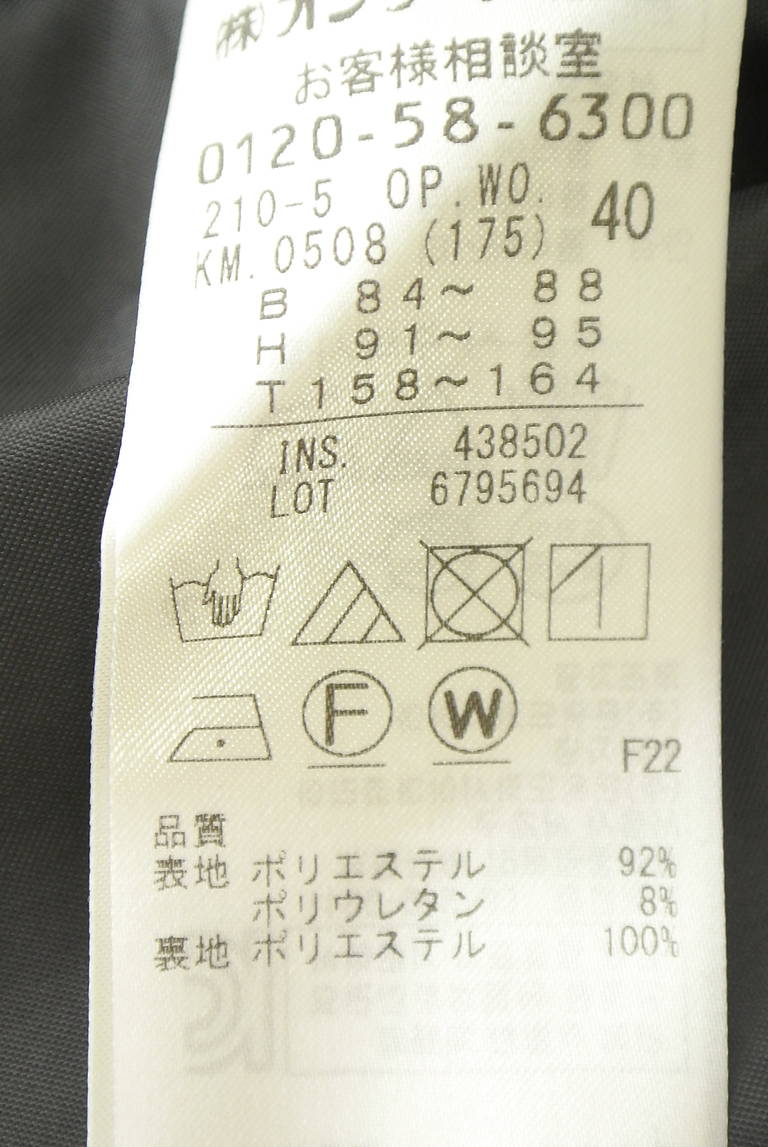 お客様相談室
0120-58-6300
210-5 OP.WO. 40
KM. 0508 (175)
B 84～ 88
H 91～ 95
T 158～164
INS. 438502
LOT 6795694
F
W
F22
品質
表地 ポリエステル 92%
ポリウレタン 8%
裏地 ポリエステル 100%